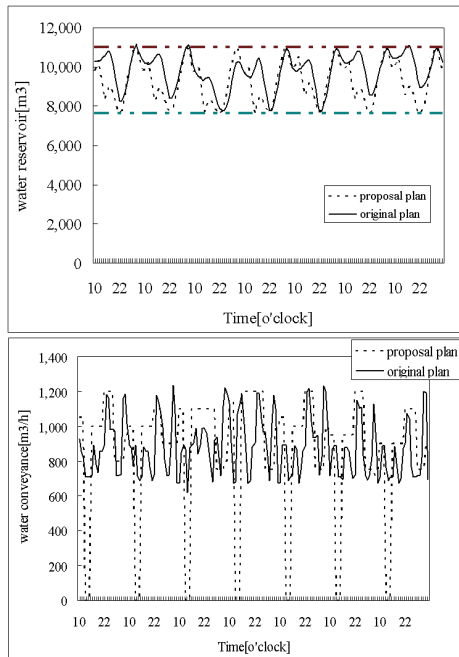 12,000
10,000
8,000
6,000
4,000
2,000
0
water reservoir[m3]
proposal plan
original plan
10 22 10 22 10 22 10 22 10 22 10 22 10 22
Time[o'clock]
proposal plan
original plan
1,400
1,200
1,000
800
600
400
200
0
water conveyance[m3/h]
10 22 10 22 10 22 10 22 10 22 10 22 10 22
Time[o'clock]